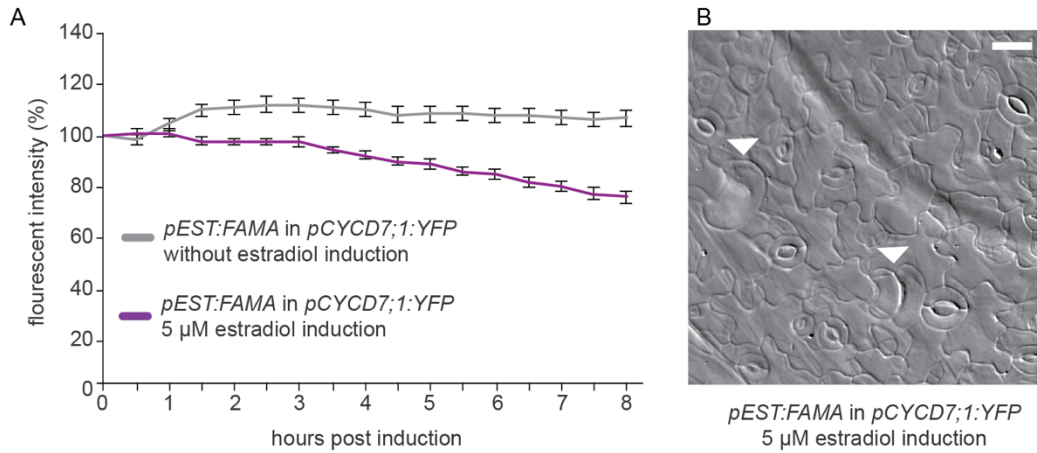 A
B
flourescent intensity (%)
140
120
100
80
60
40
20
0
0 1 2 3 4 5 6 7 8
hours post induction
pEST:FAMA in pCYCD7;1:YFP
without estradiol induction
pEST:FAMA in pCYCD7;1:YFP
5 µM estradiol induction
pEST:FAMA in pCYCD7;1:YFP
5 µM estradiol induction